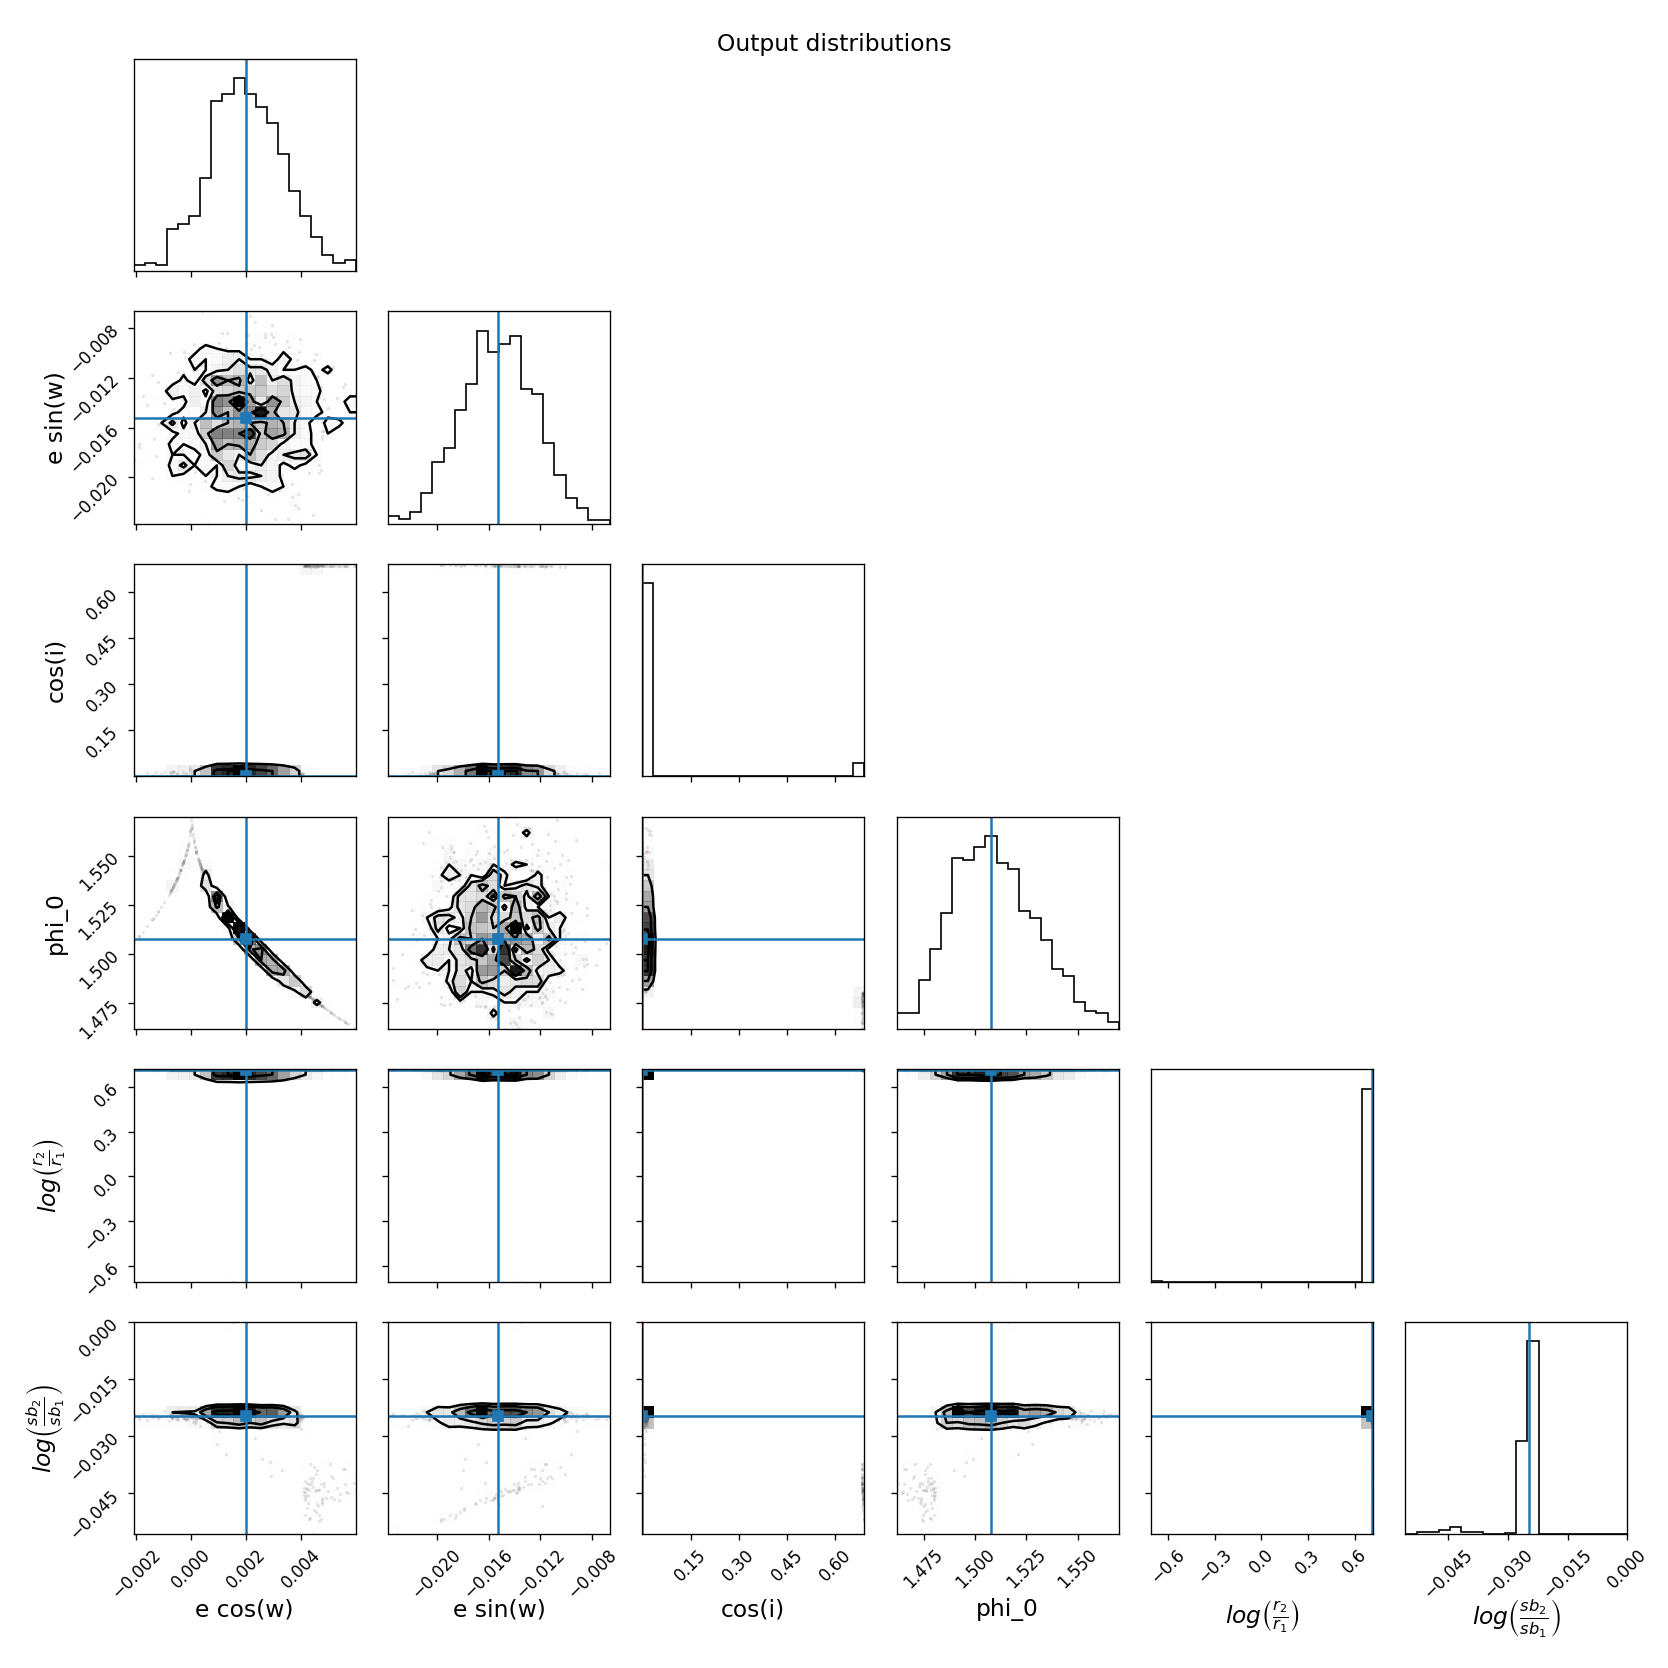 Output distributions
e sin(w)
−0.008
−0.012
−0.016
−0.020
cos(i)
0.60
0.45
0.30
0.15
phi_0
1.550
1.525
1.500
1.475
log(r2/r1)
0.6
0.3
0.0
−0.3
−0.6
log(sb2/sb1)
0.000
−0.015
−0.030
−0.045
−0.002 0.000 0.002 0.004
−0.020 −0.016 −0.012 −0.008
0.15 0.30 0.45 0.60
1.475 1.500 1.525 1.550
−0.6 −0.3 0.0 0.3 0.6
−0.045 −0.030 −0.015 0.000
e cos(w)
e sin(w)
cos(i)
phi_0
log(r2/r1)
log(sb2/sb1)